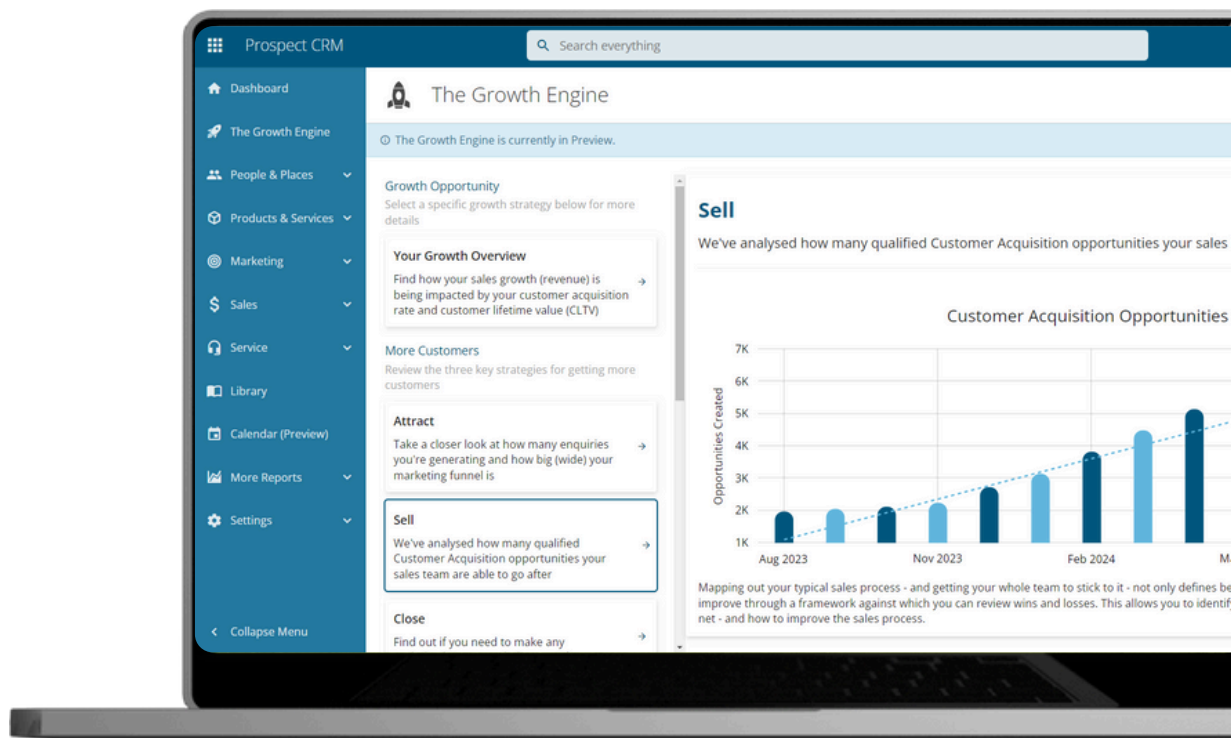 Prospect CRM
Search everything
Dashboard
The Growth Engine
People & Places
Products & Services
Marketing
Sales
Service
Library
Calendar (Preview)
More Reports
Settings
Collapse Menu
The Growth Engine
The Growth Engine is currently in Preview.
Growth Opportunity
Select a specific growth strategy below for more
details
Your Growth Overview
Find how your sales growth (revenue) is
being impacted by your customer acquisition
rate and customer lifetime value (CLTV)
More Customers
Review the three key strategies for getting more
customers
Attract
Take a closer look at how many enquiries
you're generating and how big (wide) your
marketing funnel is
Sell
We've analysed how many qualified
Customer Acquisition opportunities your
sales team are able to go after
Close
Find out if you need to make any
Sell
We've analysed how many qualified Customer Acquisition opportunities your sales
Customer Acquisition Opportunities
Opportunities Created
7K
6K
5K
4K
3K
2K
1K
Aug 2023
Nov 2023
Feb 2024
Mapping out your typical sales process - and getting your whole team to stick to it - not only defines
improve through a framework against which you can review wins and losses. This allows you to
net - and how to improve the sales process.